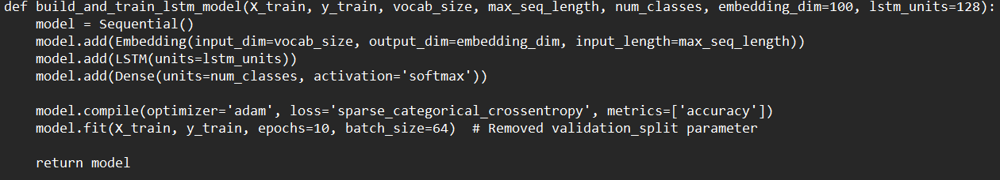 def build_and_train_lstm_model(X_train, y_train, vocab_size, max_seq_length, num_classes, embedding_dim=100, lstm_units=128):
    model = Sequential()
    model.add(Embedding(input_dim=vocab_size, output_dim=embedding_dim, input_length=max_seq_length))
    model.add(LSTM(units=lstm_units))
    model.add(Dense(units=num_classes, activation='softmax'))

    model.compile(optimizer='adam', loss='sparse_categorical_crossentropy', metrics=['accuracy'])
    model.fit(X_train, y_train, epochs=10, batch_size=64)  # Removed validation_split parameter

    return model